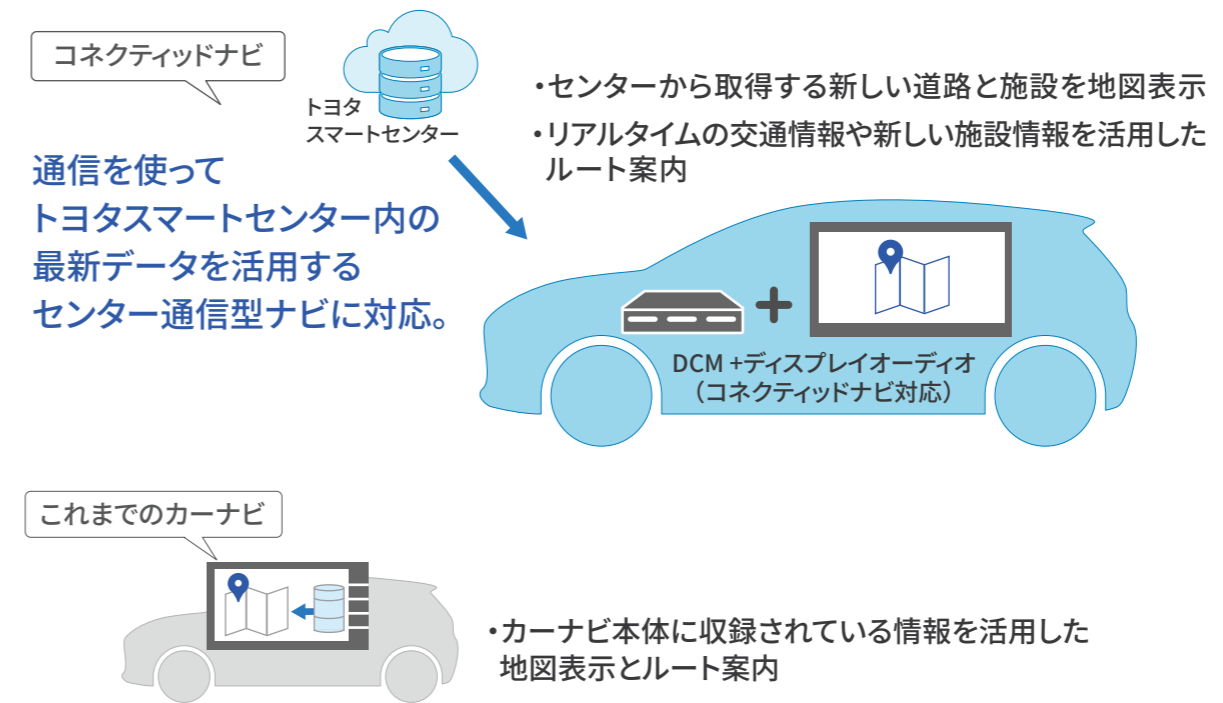 コネクティッドナビ
トヨタ
スマートセンター
・センターから取得する新しい道路と施設を地図表示
・リアルタイムの交通情報や新しい施設情報を活用した
ルート案内
通信を使って
トヨタスマートセンター内の
最新データを活用する
センター通信型ナビに対応。
DCM +ディスプレイオーディオ
（コネクティッドナビ対応）
これまでのカーナビ
・カーナビ本体に収録されている情報を活用した
地図表示とルート案内